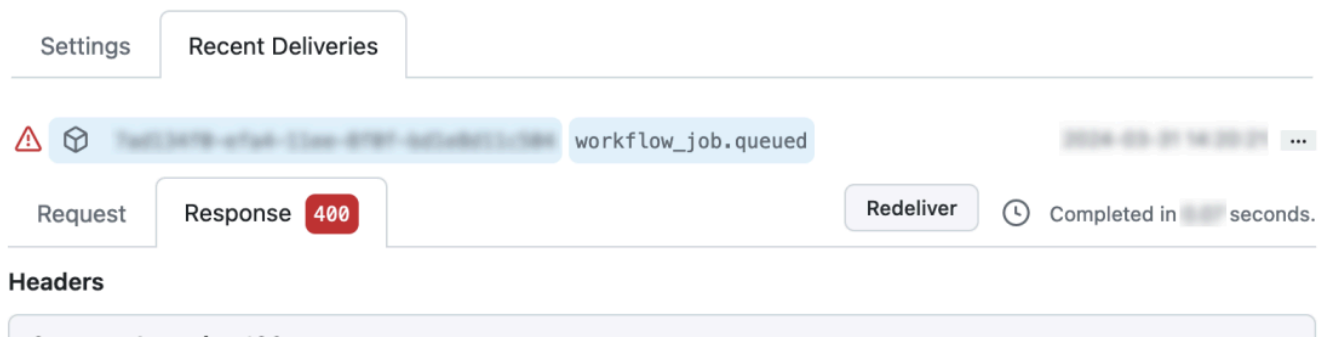 Settings Recent Deliveries
workflow_job.queued ...
Request Response 400 Redeliver Completed in seconds.
Headers